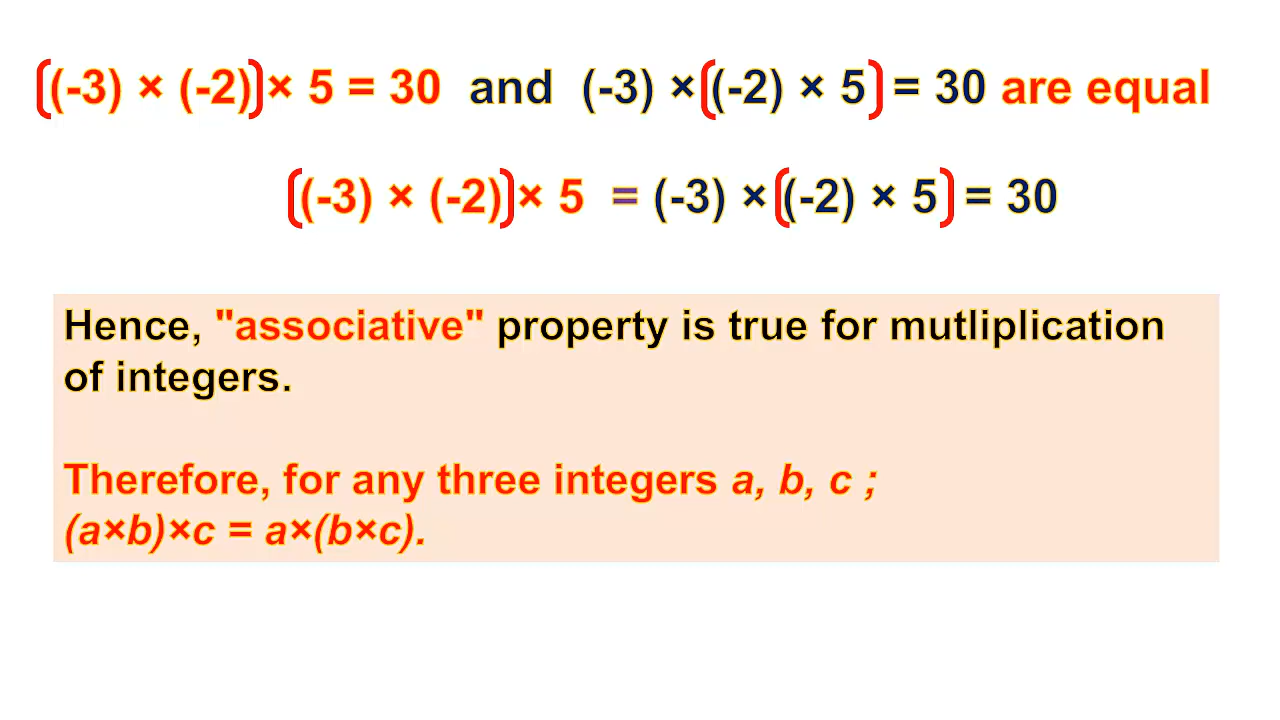 [(-3) × (-2)] × 5 = 30 and (-3) × [(-2) × 5] = 30 are equal
[(-3) × (-2)] × 5 = (-3) × [(-2) × 5] = 30
Hence, "associative" property is true for mutliplication
of integers.
Therefore, for any three integers a, b, c ;
(a×b)×c = a×(b×c).